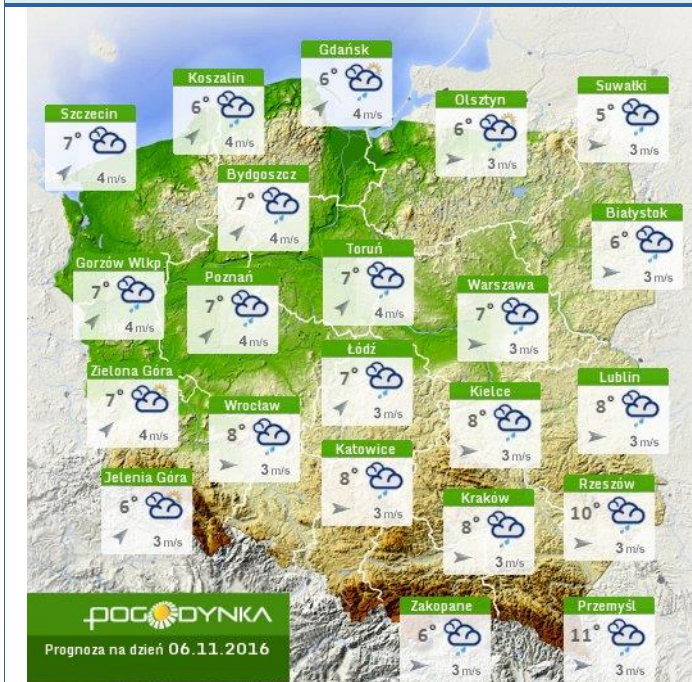 Gdańsk
6°
4 m/s
Koszalin
6°
4 m/s
Suwałki
5°
3 m/s
Olsztyn
6°
3 m/s
Szczecin
7°
4 m/s
Bydgoszcz
7°
4 m/s
Białystok
6°
3 m/s
Toruń
7°
4 m/s
Gorzów Wlkp
7°
4 m/s
Poznań
7°
4 m/s
Warszawa
7°
3 m/s
Łódź
7°
3 m/s
Zielona Góra
7°
4 m/s
Lublin
8°
3 m/s
Kielce
8°
3 m/s
Wrocław
8°
3 m/s
Katowice
8°
3 m/s
Jelenia Góra
6°
3 m/s
Rzeszów
10°
3 m/s
Kraków
8°
3 m/s
Zakopane
6°
3 m/s
Przemyśl
11°
3 m/s
POGODYNKA
Prognoza na dzień 06.11.2016